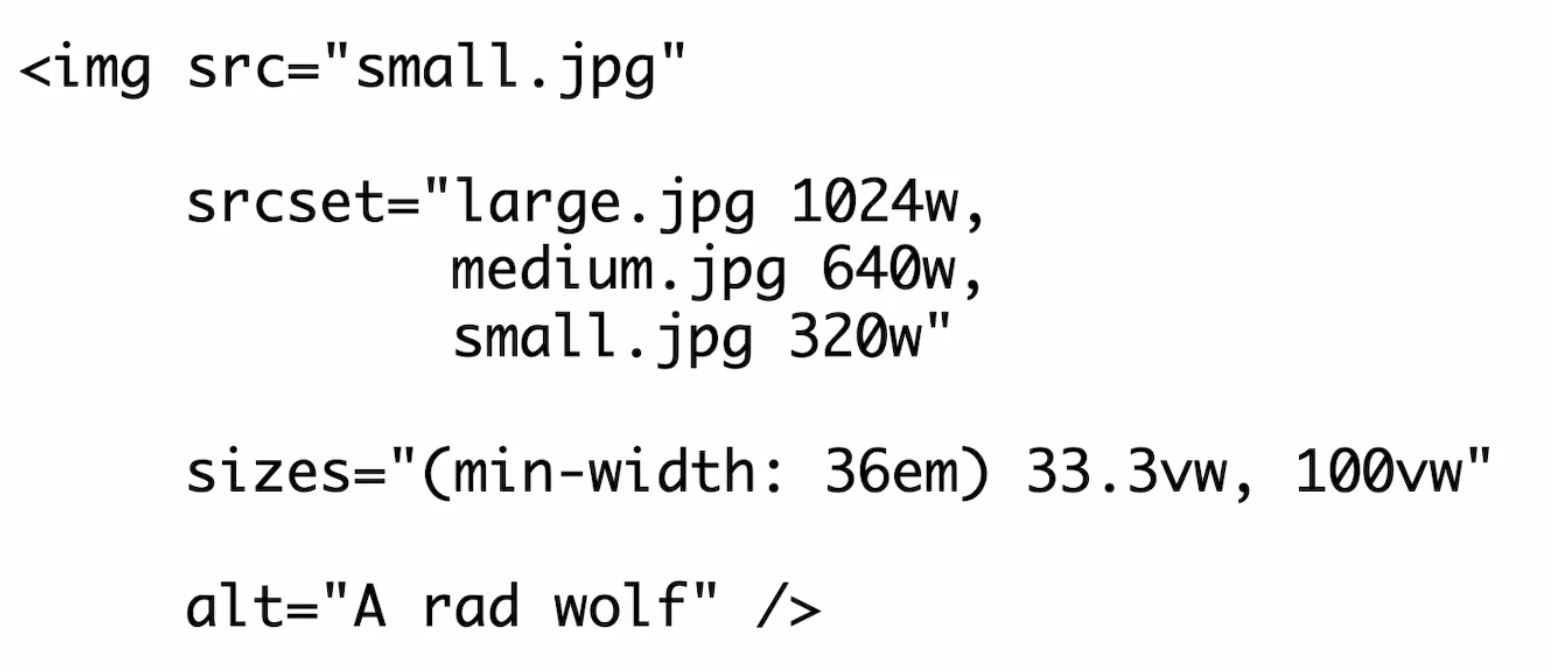 <img src="small.jpg"
srcset="large.jpg 1024w,
medium.jpg 640w,
small.jpg 320w"
sizes="(min-width: 36em) 33.3vw, 100vw"
alt="A rad wolf" />